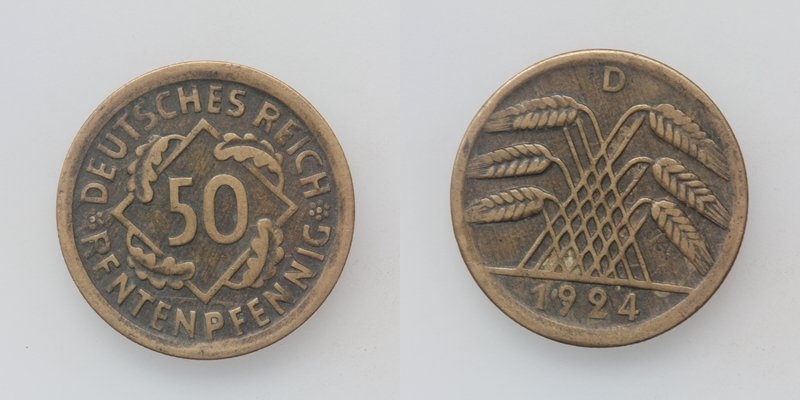 DEUTSCHES REICH
50
RENTENPFENNIG
D
1924